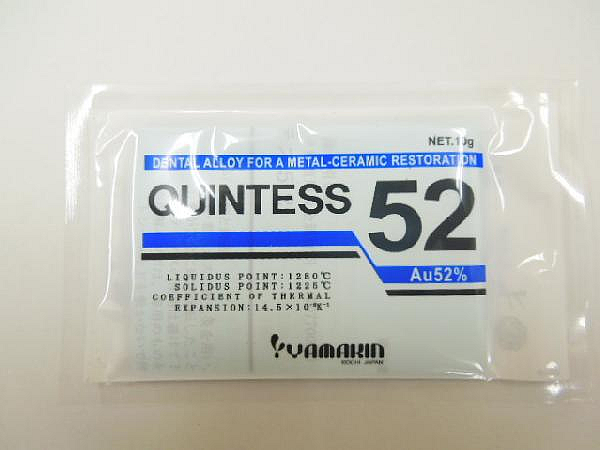 NET.10g
DENTAL ALLOY FOR A METAL-CERAMIC RESTORATION
QUINTESS 52
Au52%
LIQUIDUS POINT:1280℃
SOLIDUS POINT:1225℃
COEFFICIENT OF THERMAL
EXPANSION:14.5×10⁻⁶K⁻¹
YAMAKIN
KOCHI JAPAN